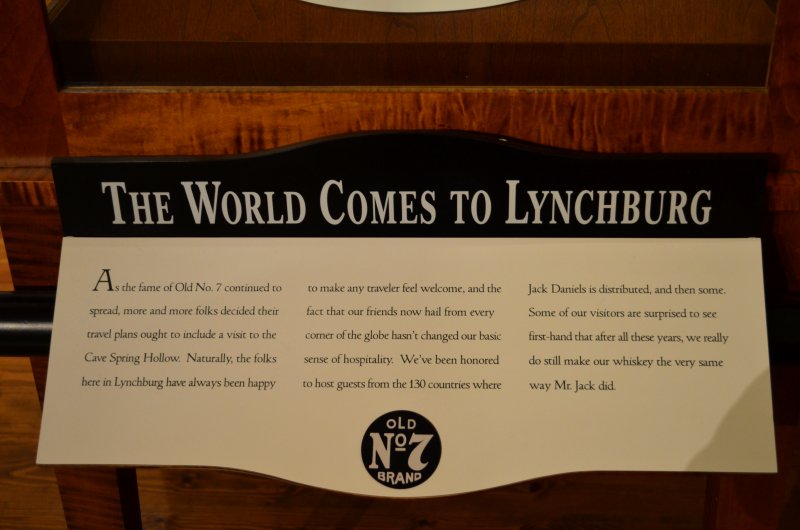 THE WORLD COMES TO LYNCHBURG
As the fame of Old No. 7 continued to
spread, more and more folks decided their
travel plans ought to include a visit to the
Cave Spring Hollow. Naturally, the folks
here in Lynchburg have always been happy
to make any traveler feel welcome, and the
fact that our friends now hail from every
corner of the globe hasn't changed our basic
sense of hospitality. We've been honored
to host guests from the 130 countries where
Jack Daniels is distributed, and then some.
Some of our visitors are surprised to see
first-hand that after all these years, we really
do still make our whiskey the very same
way Mr. Jack did.
OLD
No 7
BRAND